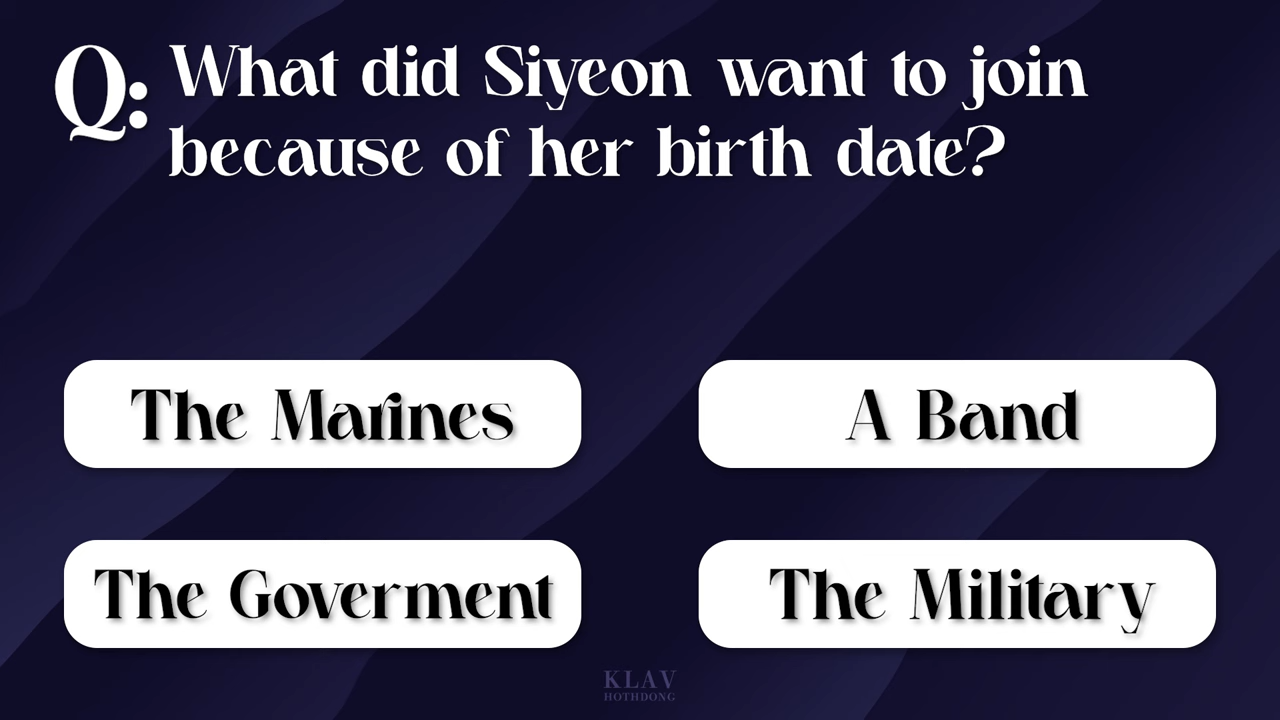 Q: What did Siyeon want to join
because of her birth date?
The Marines
A Band
The Goverment
The Military
KLAV
HOTHDONG